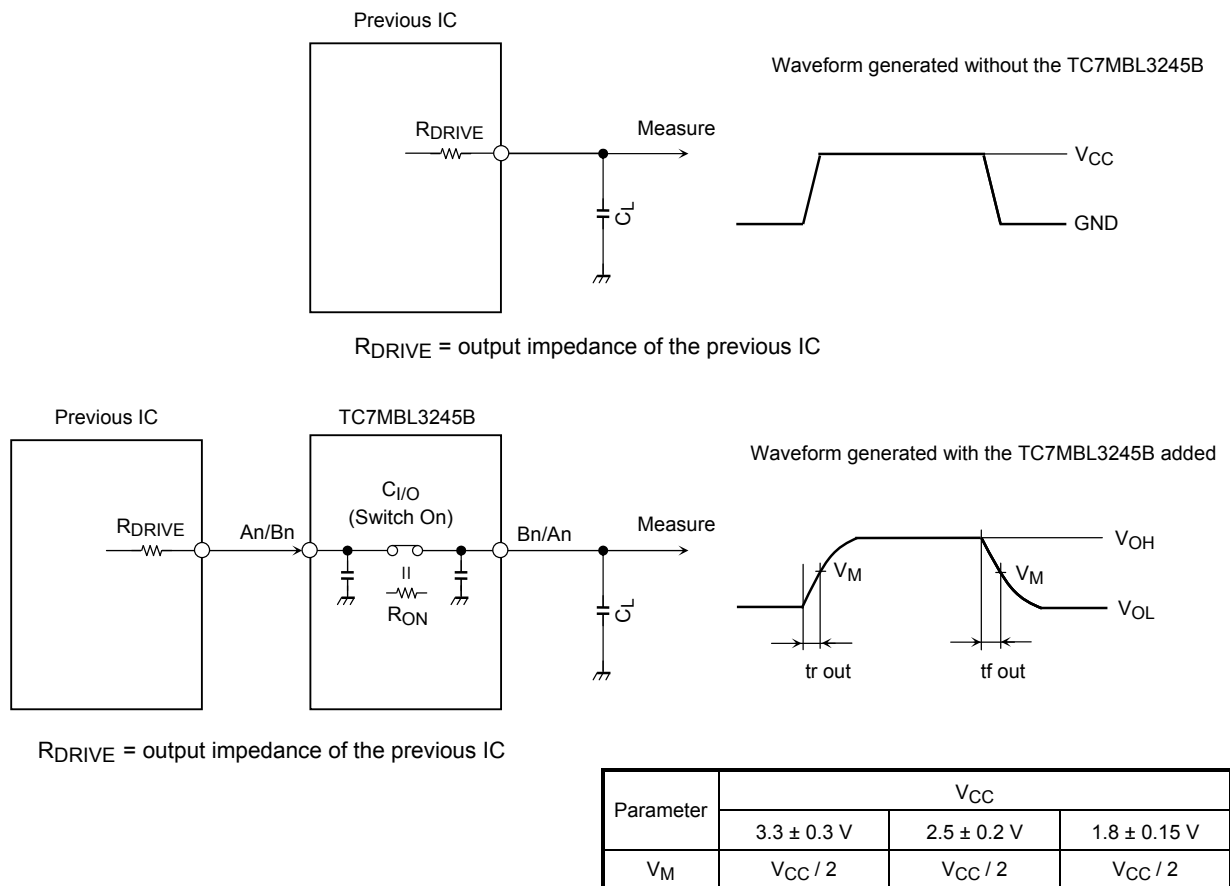 Previous IC
Waveform generated without the TC7MBL3245B
RDRIVE
Measure
VCC
CL
GND
RDRIVE = output impedance of the previous IC
Previous IC
TC7MBL3245B
Waveform generated with the TC7MBL3245B added
CI/O
(Switch On)
RDRIVE
An/Bn
Bn/An
Measure
VOH
VM
VM
RON
CL
VOL
tr out
tf out
RDRIVE = output impedance of the previous IC
Parameter
VCC
3.3 ± 0.3 V
2.5 ± 0.2 V
1.8 ± 0.15 V
VM
VCC / 2
VCC / 2
VCC / 2